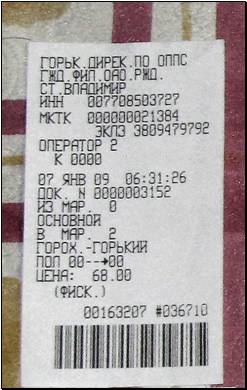 ГОРЬК.ДИРЕК.ПО ОППС
ГЖД.ФИЛ.ОАО.РЖД.
СТ.ВЛАДИМИР
ИНН 007708503727
МКТК 000000021384
ЭКЛЗ 3809479792
ОПЕРАТОР 2
К 0000
07 ЯНВ 09 06:31:26
ДОК. N 0000003152
ИЗ МАР. 0
ОСНОВНОЙ
В МАР. 2
ГОРОХ.-ГОРЬКИЙ
ПОП 00--→00
ЦЕНА: 68.00
(ФИСК.)
00163207 #036710